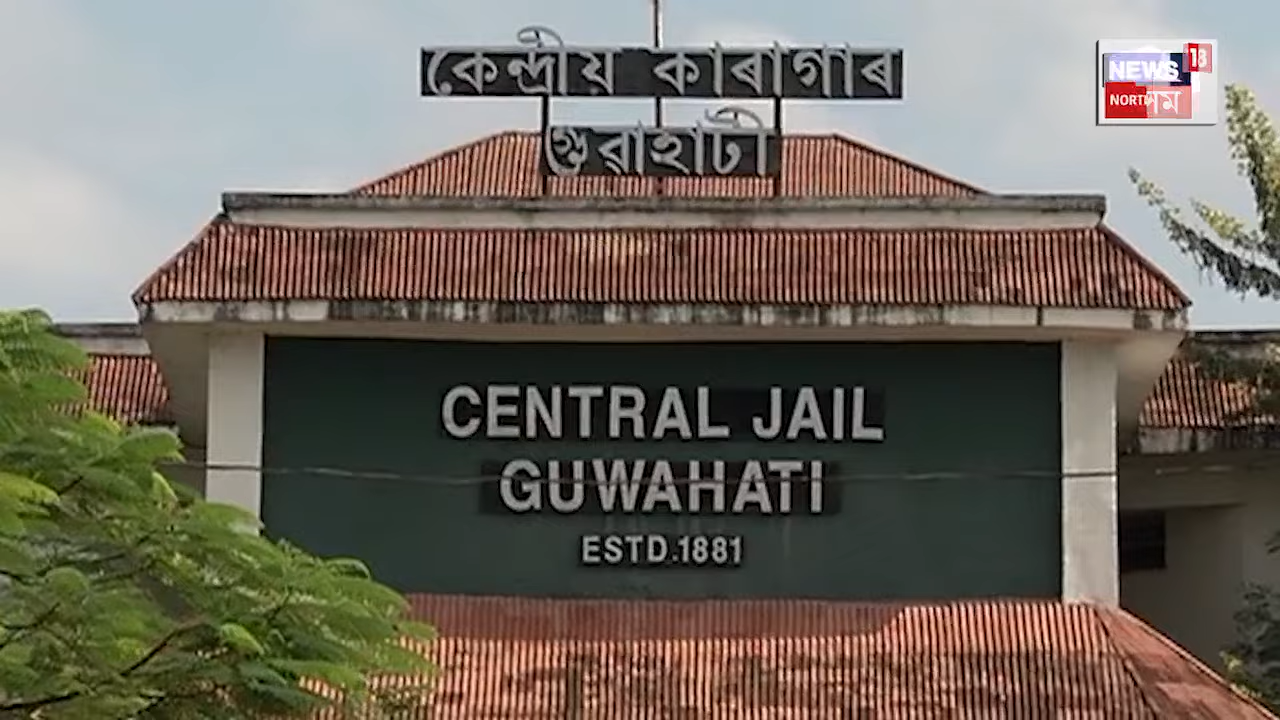 কেন্দ্ৰীয় কাৰাগাৰ
গুৱাহাটী
NEWS 18
NORTH
CENTRAL JAIL
GUWAHATI
ESTD.1881